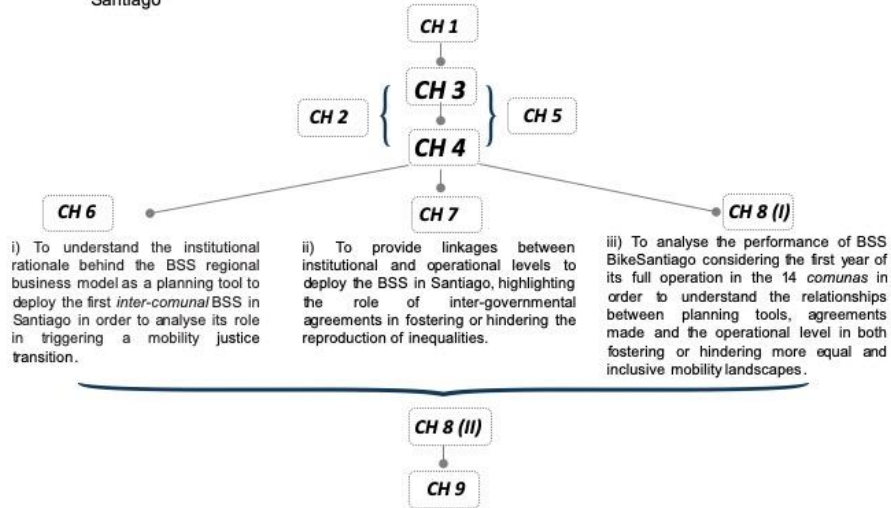 Santiago
CH 1
CH 3
CH 2
CH 5
CH 4
CH 6
i) To understand the institutional
rationale behind the BSS regional
business model as a planning tool to
deploy the first inter-comunal BSS in
Santiago in order to analyse its role
in triggering a mobility justice
transition.
CH 7
ii) To provide linkages between
institutional and operational levels to
deploy the BSS in Santiago, highlighting
the role of inter-governmental
agreements in fostering or hindering the
reproduction of inequalities.
CH 8 (I)
iii) To analyse the performance of BSS
BikeSantiago considering the first year
of its full operation in the 14 comunas in
order to understand the relationships
between planning tools, agreements
made and the operational level in both
fostering or hindering more equal and
inclusive mobility landscapes.
CH 8 (II)
CH 9